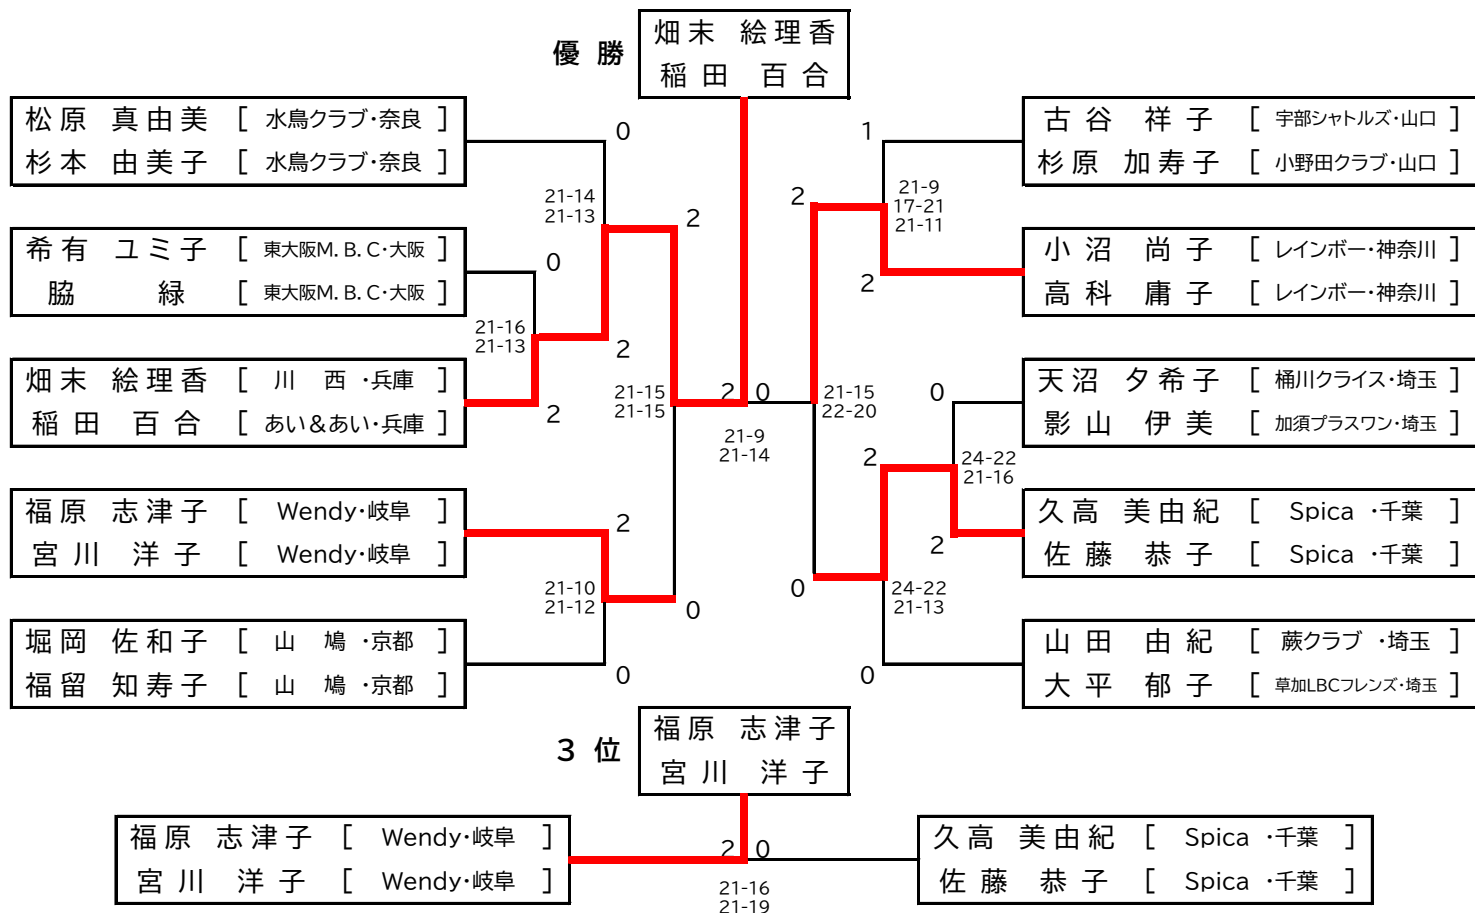 畑末 絵理香
優 勝
稲田 百合
松原 真由美 [ 水鳥クラブ・奈良 ]
杉本 由美子 [ 水鳥クラブ・奈良 ]
0
21-14
21-13
2
希有 ユミ子 [ 東大阪M.B.C・大阪 ]
脇 緑 [ 東大阪M.B.C・大阪 ]
0
21-16
21-13
2
畑末 絵理香 [ 川 西 ・兵庫 ]
稲田 百合 [ あい&あい・兵庫 ]
2
21-15
21-15
2 0
21-9
21-14
福原 志津子 [ Wendy・岐阜 ]
宮川 洋子 [ Wendy・岐阜 ]
2
21-10
21-12
0
堀岡 佐和子 [ 山 鳩 ・京都 ]
福留 知寿子 [ 山 鳩 ・京都 ]
0
1
古谷 祥子 [ 宇部シャトルズ・山口 ]
杉原 加寿子 [ 小野田クラブ・山口 ]
2
21-9
17-21
21-11
小沼 尚子 [ レインボー・神奈川 ]
高科 庸子 [ レインボー・神奈川 ]
2
21-15
22-20
0
天沼 夕希子 [ 桶川クライス・埼玉 ]
影山 伊美 [ 加須プラスワン・埼玉 ]
2
24-22
21-16
久高 美由紀 [ Spica ・千葉 ]
佐藤 恭子 [ Spica ・千葉 ]
2
0
24-22
21-13
山田 由紀 [ 蕨クラブ ・埼玉 ]
大平 郁子 [ 草加LBCフレンズ・埼玉 ]
0
福原 志津子
3 位
宮川 洋子
福原 志津子 [ Wendy・岐阜 ]
宮川 洋子 [ Wendy・岐阜 ]
2 0
21-16
21-19
久高 美由紀 [ Spica ・千葉 ]
佐藤 恭子 [ Spica ・千葉 ]